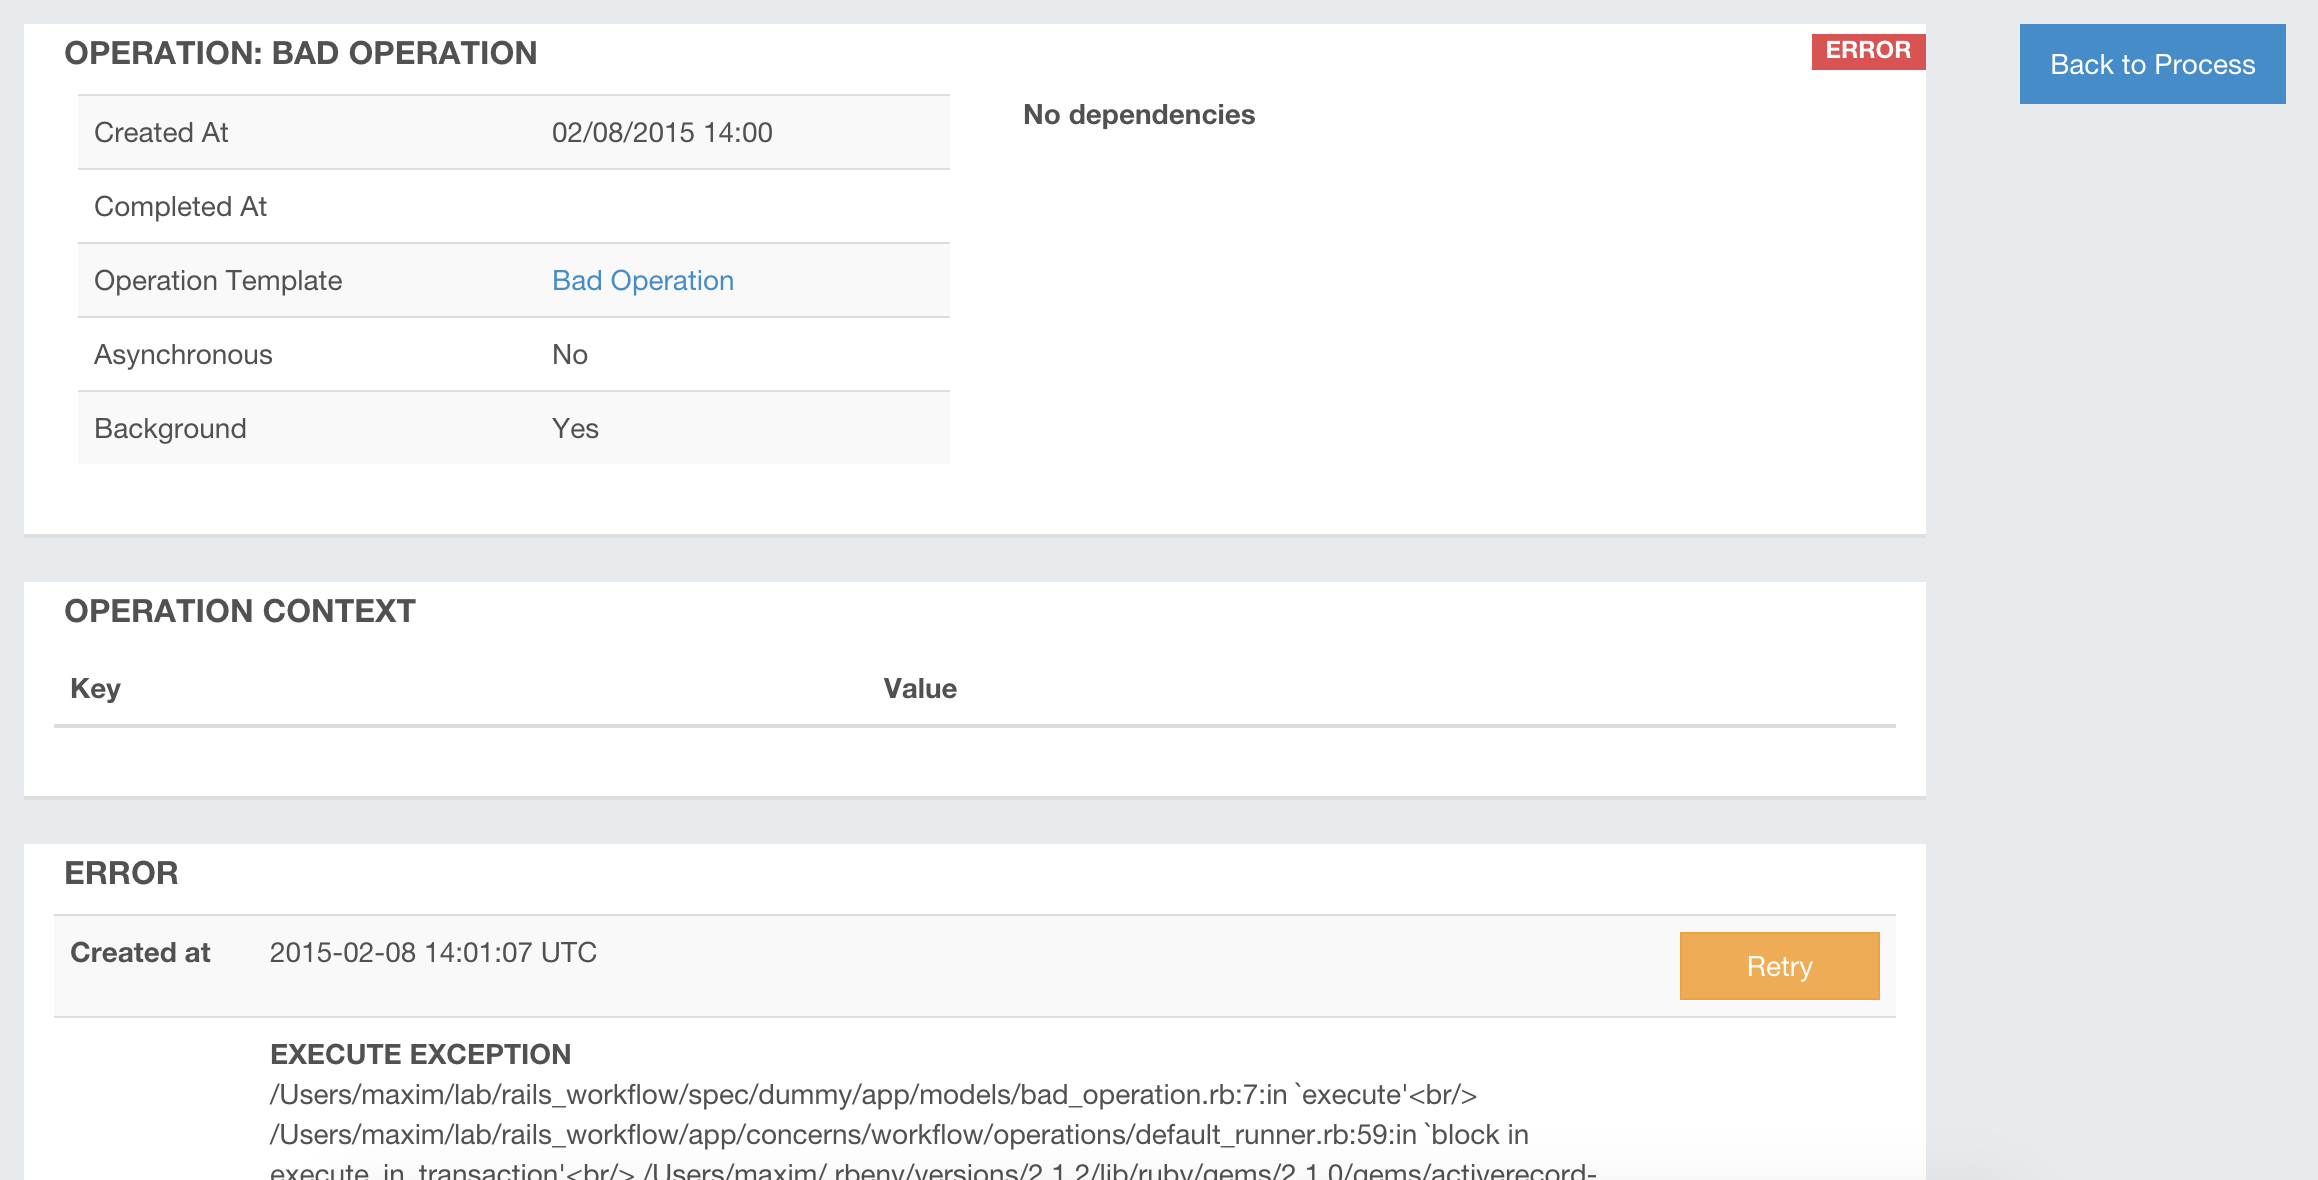 OPERATION: BAD OPERATION
ERROR
Back to Process
Created At 02/08/2015 14:00
No dependencies
Completed At
Operation Template Bad Operation
Asynchronous No
Background Yes
OPERATION CONTEXT
Key Value
ERROR
Created at 2015-02-08 14:01:07 UTC
Retry
EXECUTE EXCEPTION
/Users/maxim/lab/rails_workflow/spec/dummy/app/models/bad_operation.rb:7:in `execute'<br/>
/Users/maxim/lab/rails_workflow/app/concerns/workflow/operations/default_runner.rb:59:in `block in
execute_in_transaction'<br/> /Users/maxim/.rbenv/versions/2.1.2/lib/ruby/gems/2.1.0/gems/activerecord-